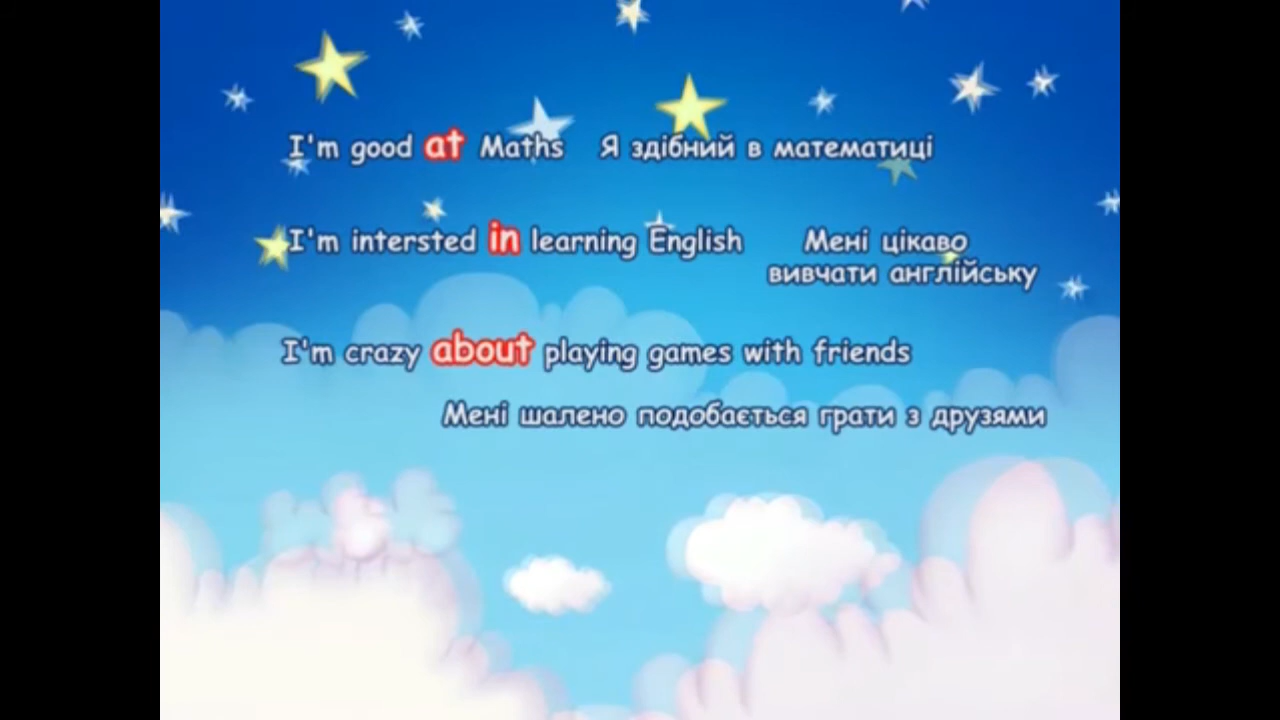 I'm good at Maths Я здібний в математиці
I'm intersted in learning English Мені цікаво
вивчати англійську
I'm crazy about playing games with friends
Мені шалено подобається грати з друзями